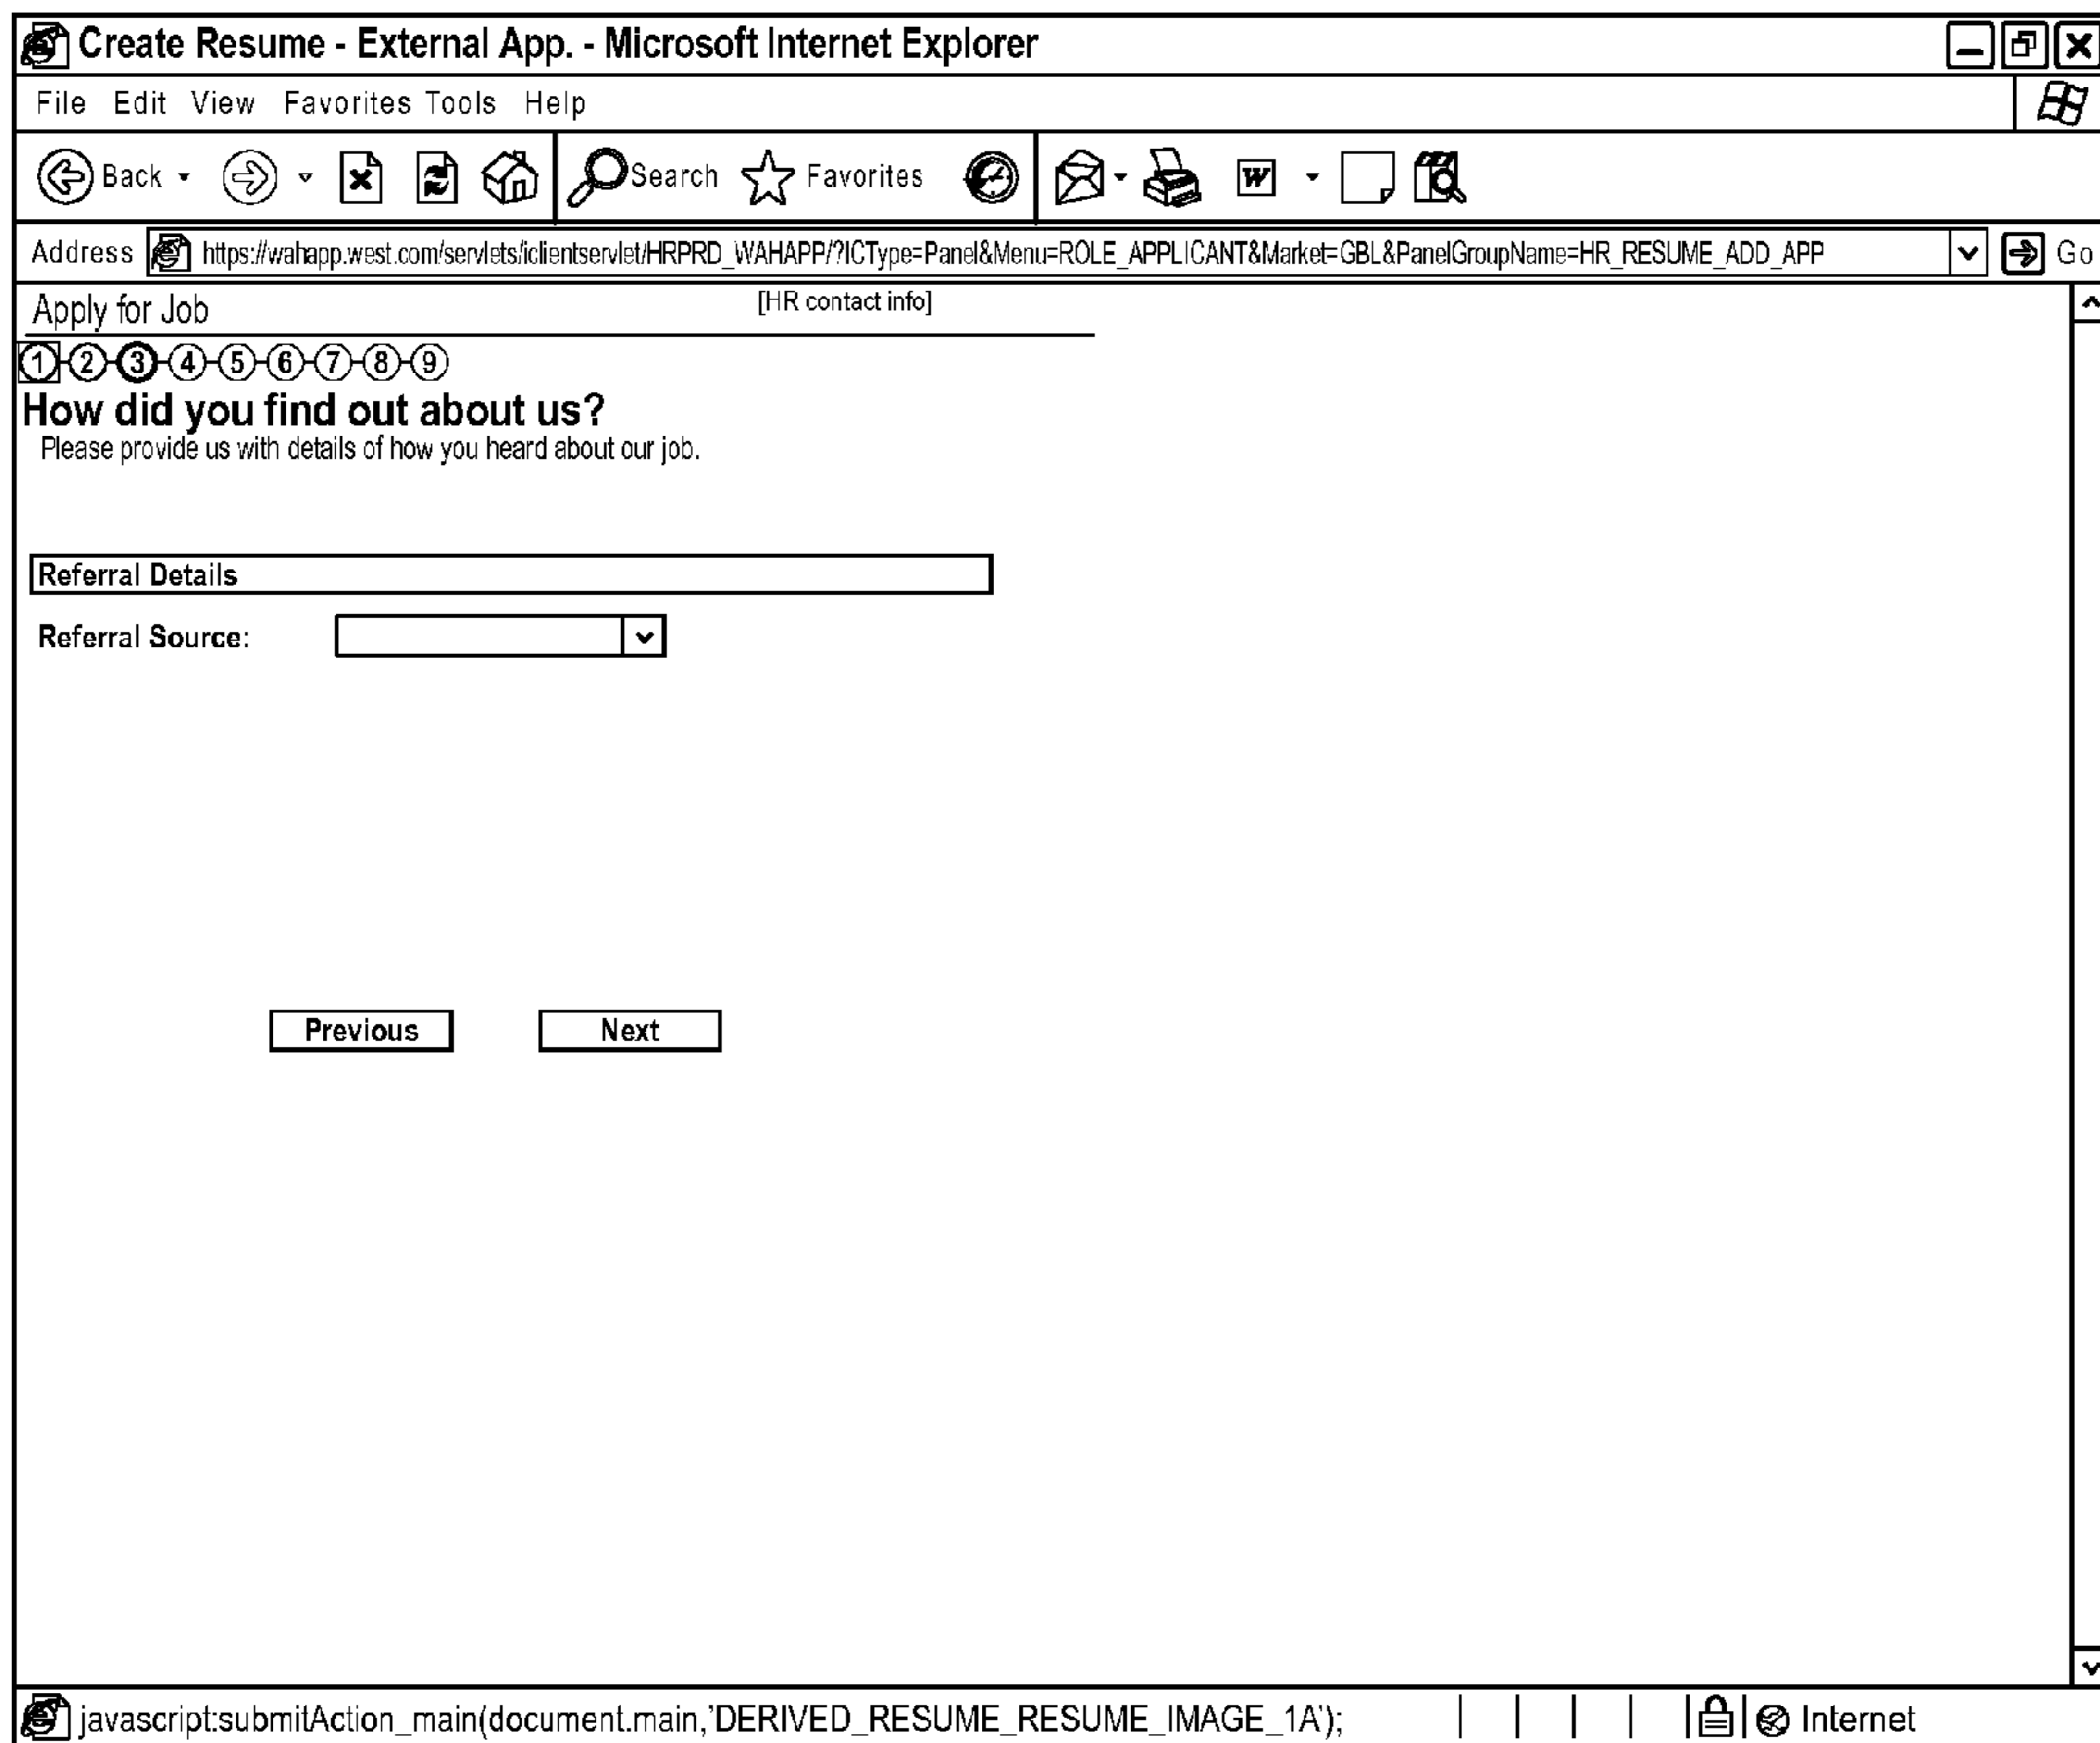 Create Resume - External App. - Microsoft Internet Explorer
File Edit View Favorites Tools Help
Back Search Favorites W
Address https://wahapp.west.com/servlets/iclientservlet/HRPRD_WAHAPP/?ICType=Panel&Menu=ROLE_APPLICANT&Market=GBL&PanelGroupName=HR_RESUME_ADD_APP Go
Apply for Job [HR contact info]
1 2 3 4 5 6 7 8 9
How did you find out about us?
Please provide us with details of how you heard about our job.
Referral Details
Referral Source:
Previous Next
javascript:submitAction_main(document.main,'DERIVED_RESUME_RESUME_IMAGE_1A'); Internet